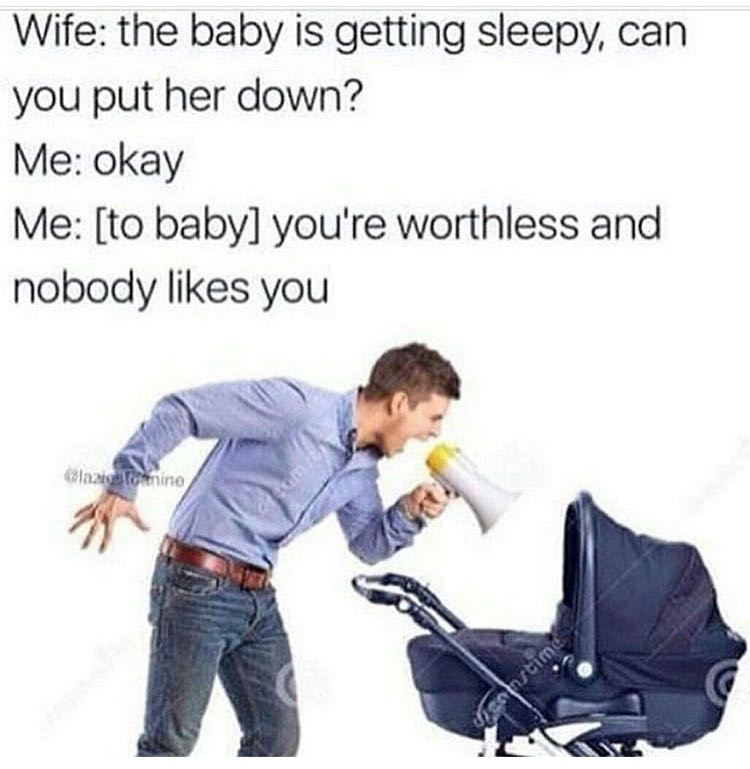 Wife: the baby is getting sleepy, can
you put her down?
Me: okay
Me: [to baby] you're worthless and
nobody likes you